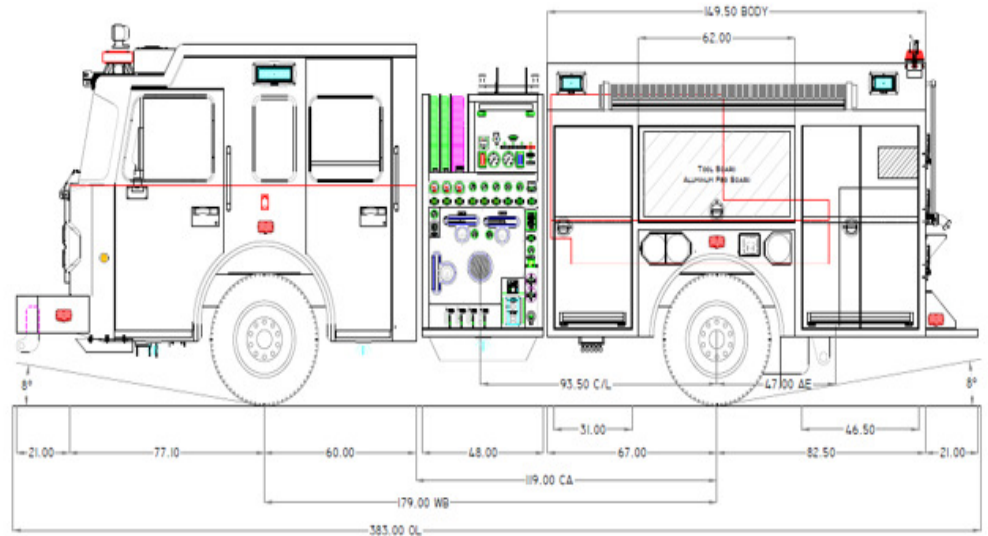 149.50 BODY
62.00
TOOL BOARD
ALUMINUM PEG BOARD
93.50 C/L
47.00 AE
8°
8°
31.00
46.50
21.00
77.10
60.00
48.00
67.00
82.50
21.00
119.00 CA
179.00 WB
383.00 OL